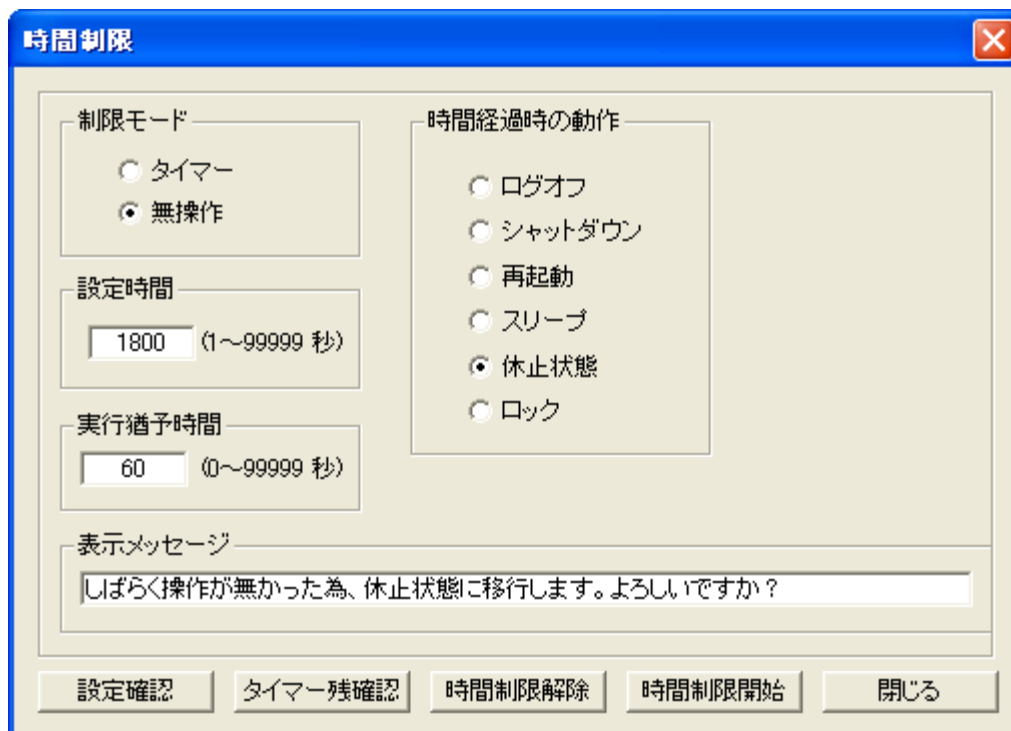 時間制限
制限モード
タイマー
無操作
設定時間
1800 (1～99999 秒)
実行猶予時間
60 (0～99999 秒)
時間経過時の動作
ログオフ
シャットダウン
再起動
スリープ
休止状態
ロック
表示メッセージ
しばらく操作が無かった為、休止状態に移行します。よろしいですか？
設定確認 タイマー残確認 時間制限解除 時間制限開始 閉じる